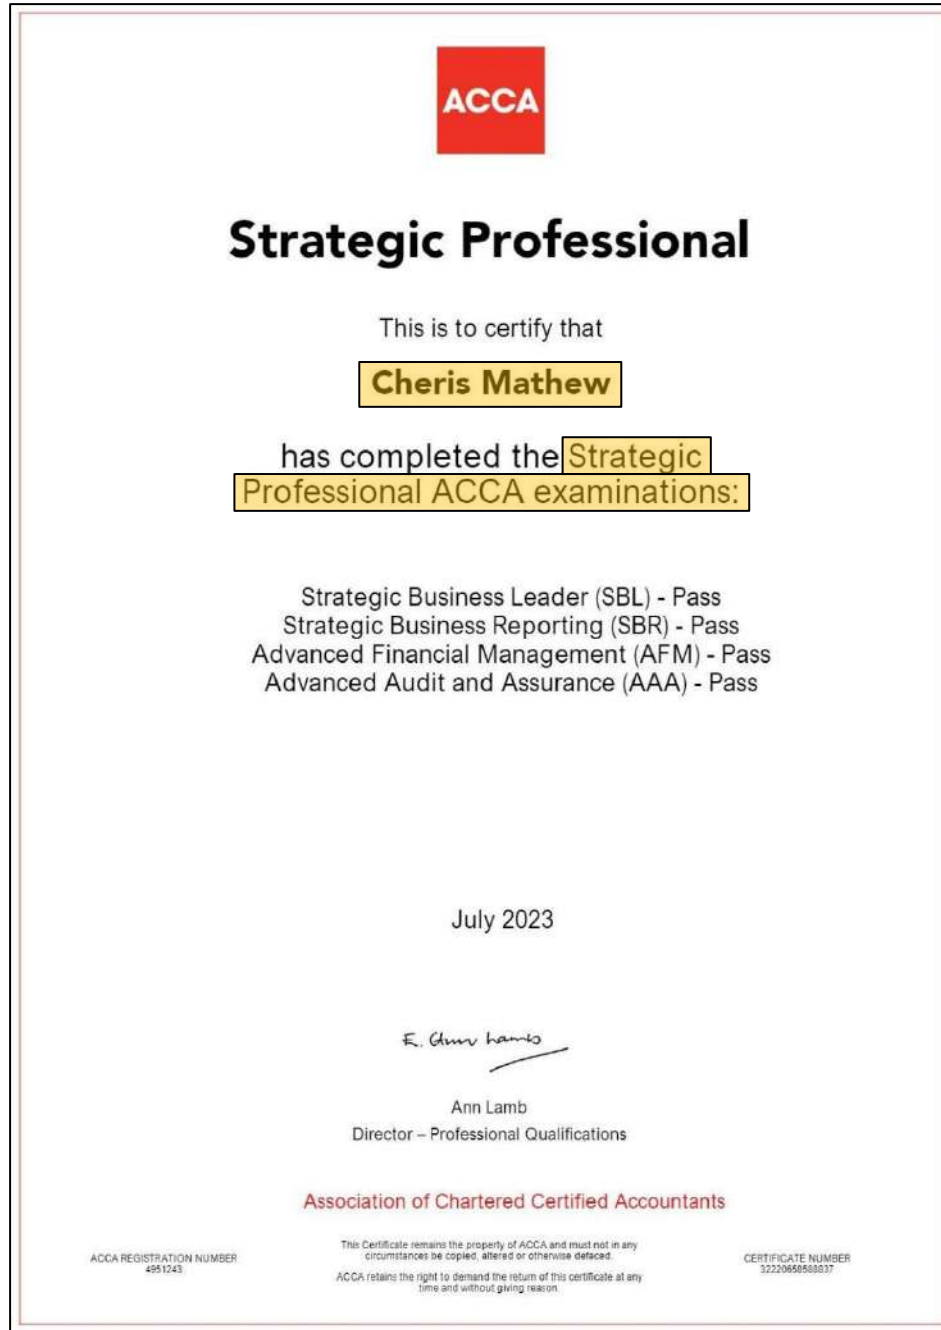 ACCA
Strategic Professional
This is to certify that
Cheris Mathew
has completed the Strategic
Professional ACCA examinations:
Strategic Business Leader (SBL) - Pass
Strategic Business Reporting (SBR) - Pass
Advanced Financial Management (AFM) - Pass
Advanced Audit and Assurance (AAA) - Pass
July 2023
Ann Lamb
Director – Professional Qualifications
Association of Chartered Certified Accountants
ACCA REGISTRATION NUMBER
4951243
This Certificate remains the property of ACCA and must not in any
circumstances be copied, altered or otherwise defaced.
ACCA retains the right to demand the return of this certificate at any
time and without giving reason.
CERTIFICATE NUMBER
32220658588837